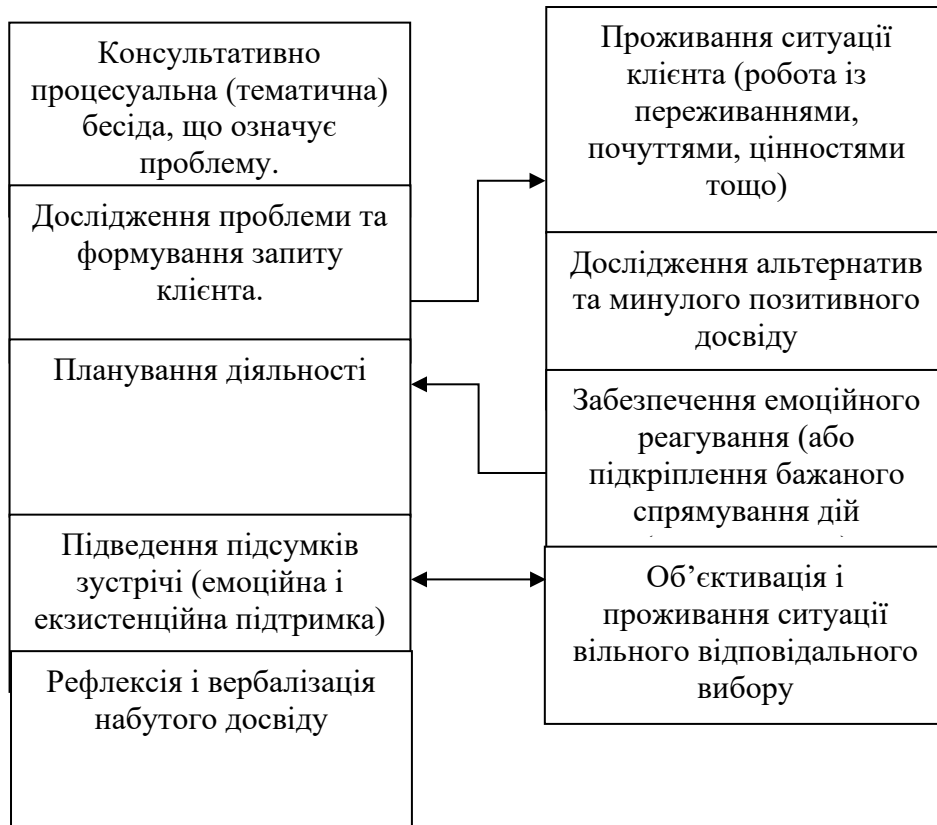 Консультативно
процесуальна (тематична)
бесіда, що означує
проблему.
Дослідження проблеми та
формування запиту
клієнта.
Планування діяльності
Підведення підсумків
зустрічі (емоційна і
екзистенційна підтримка)
Рефлексія і вербалізація
набутого досвіду
Проживання ситуації
клієнта (робота із
переживаннями,
почуттями, цінностями
тощо)
Дослідження альтернатив
та минулого позитивного
досвіду
Забезпечення емоційного
реагування (або
підкріплення бажаного
спрямування дій
Об’єктивація і
проживання ситуації
вільного відповідального
вибору